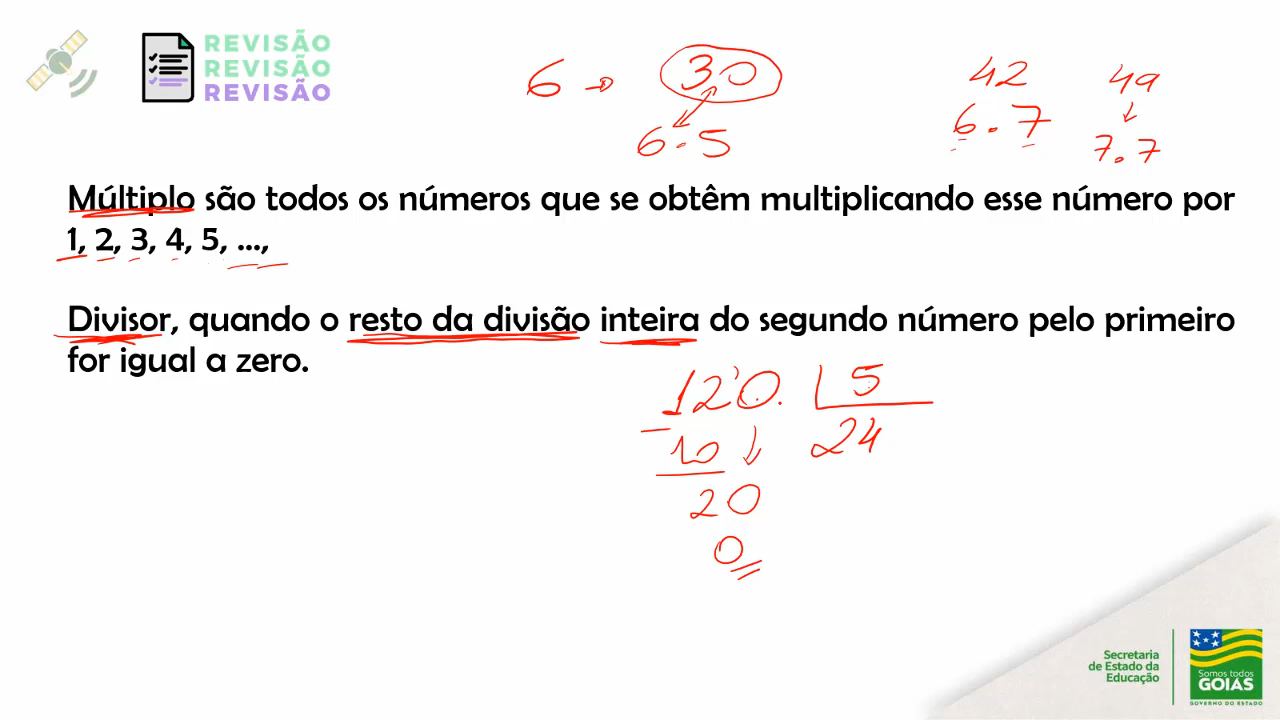 REVISÃO
REVISÃO
REVISÃO
6 → 30
6 · 5
42
6 . 7
49
7 . 7
Múltiplo são todos os números que se obtêm multiplicando esse número por
1, 2, 3, 4, 5, ...,
Divisor, quando o resto da divisão inteira do segundo número pelo primeiro
for igual a zero.
120 5
- 10 24
20
0
Secretaria
de Estado da
Educação
Somos todos
GOIÁS
GOVERNO DO ESTADO